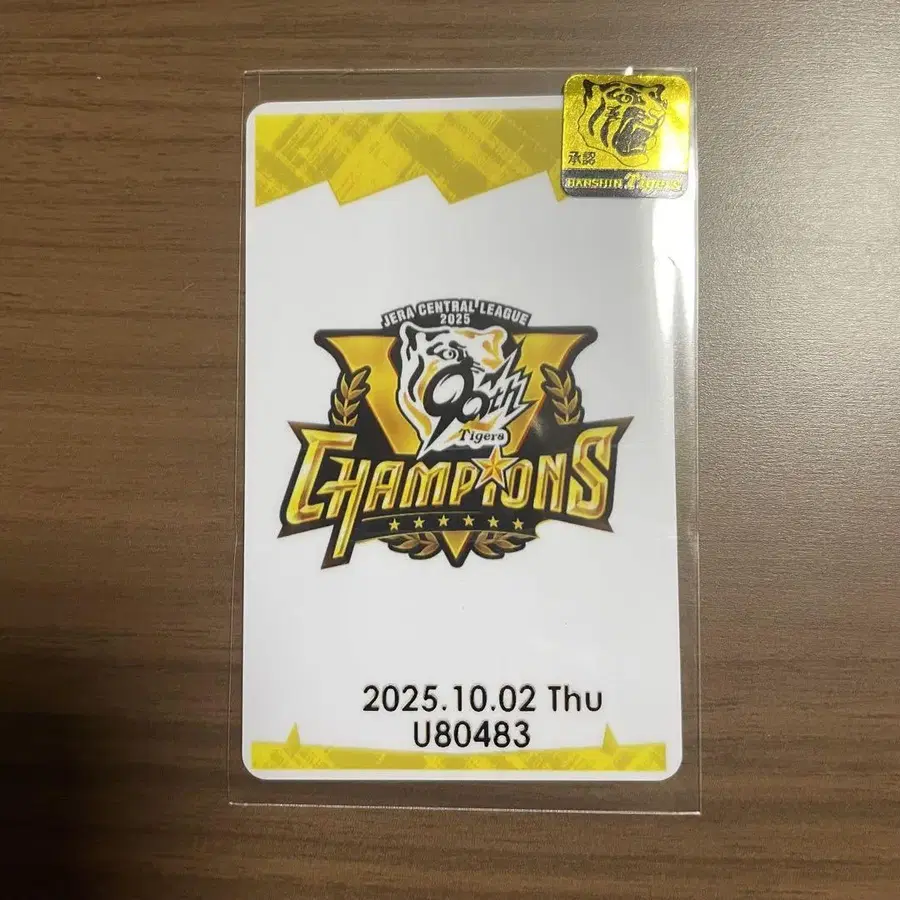 承認
HANSHIN Tigers
JERA CENTRAL LEAGUE
2025
90th
Tigers
CHAMPIONS
2025.10.02 Thu
U80483